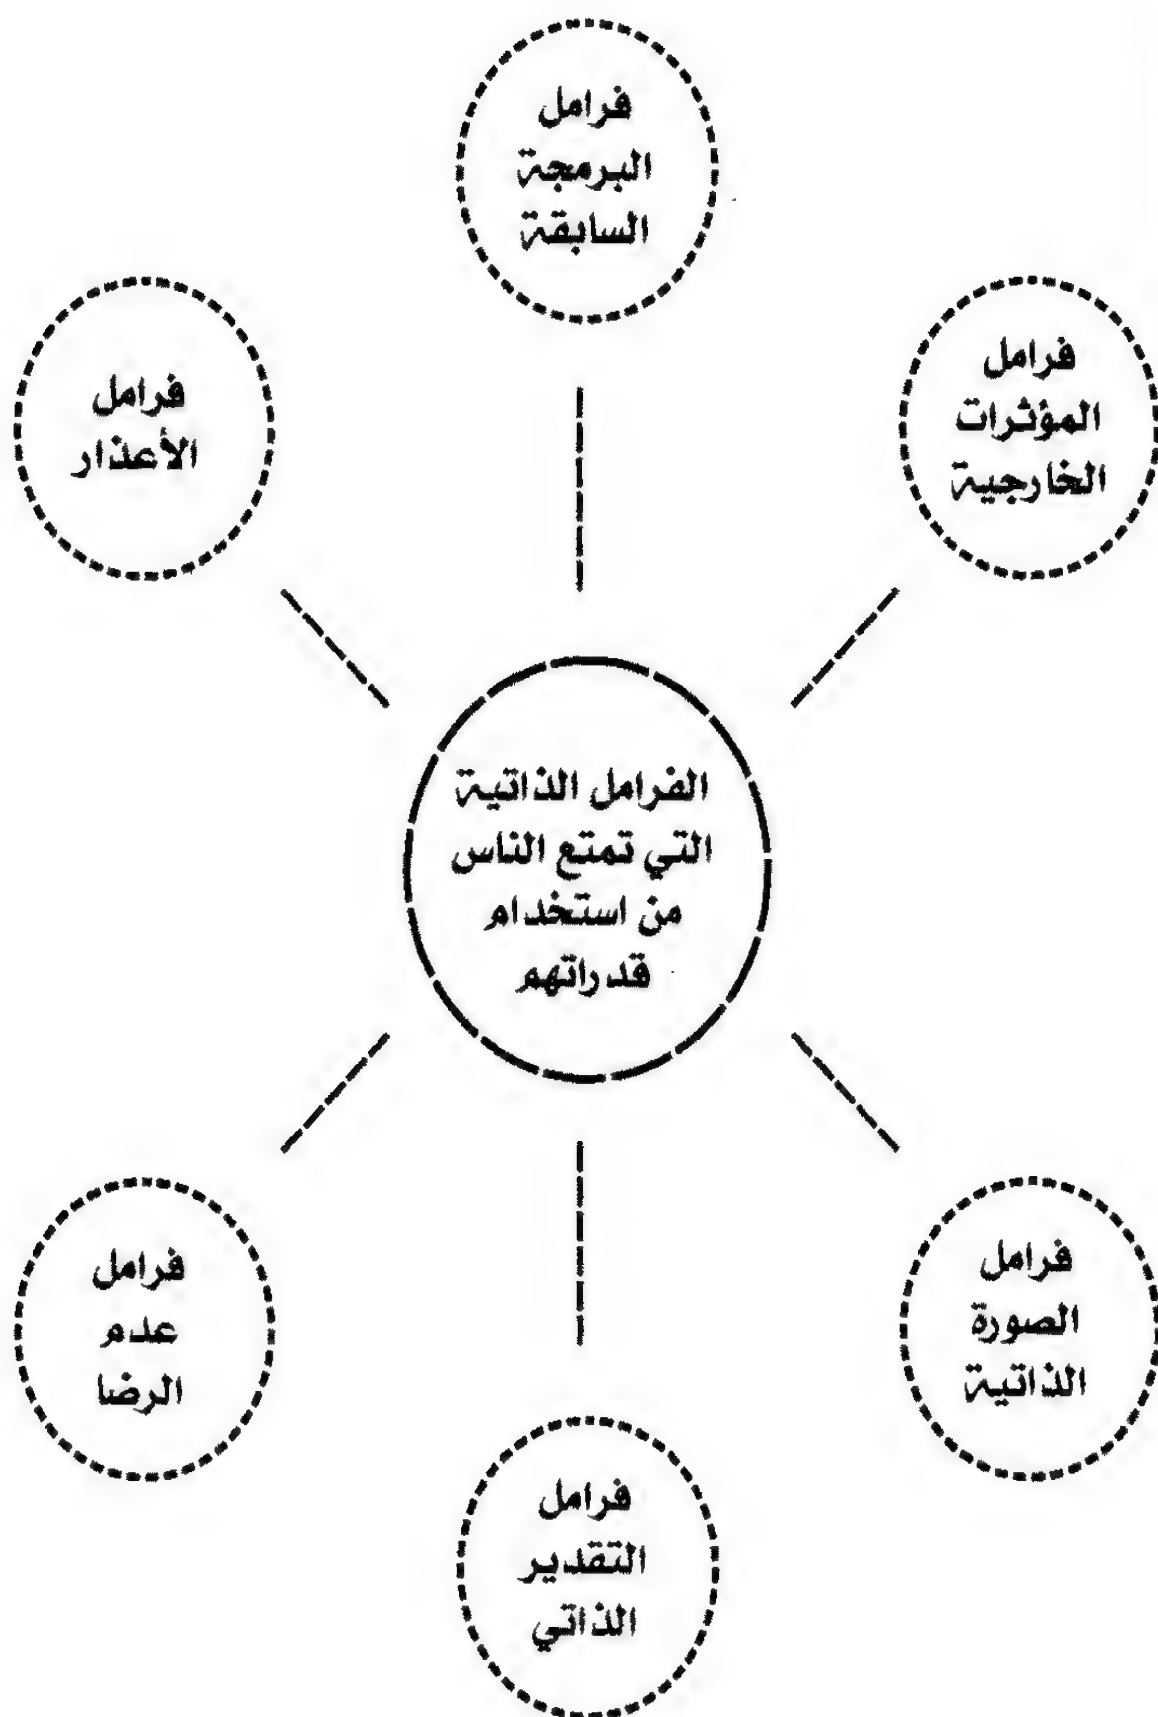 فرامل
البرمجة
السابقة
فرامل
المؤثرات
الخارجية
فرامل
الأعذار
الفرامل الذاتية
التي تمتع الناس
من استخدام
قدراتهم
فرامل
الصورة
الذاتية
فرامل
عدم
الرضا
فرامل
التقدير
الذاتي